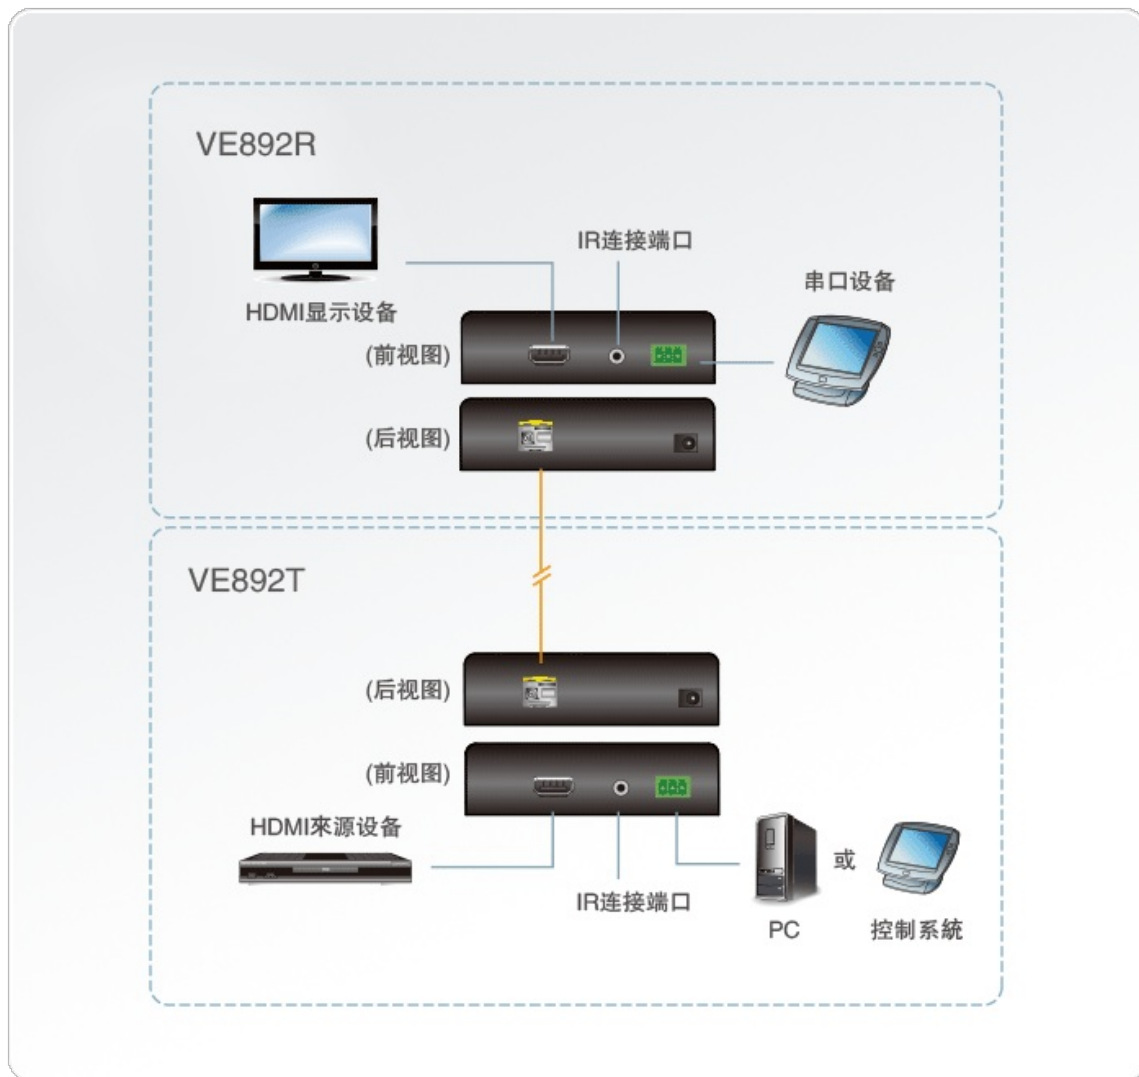 VE892R
IR连接端口
串口设备
HDMI显示设备
(前视图)
(后视图)
VE892T
(后视图)
(前视图)
HDMI來源设备
或
IR连接端口
PC
控制系統